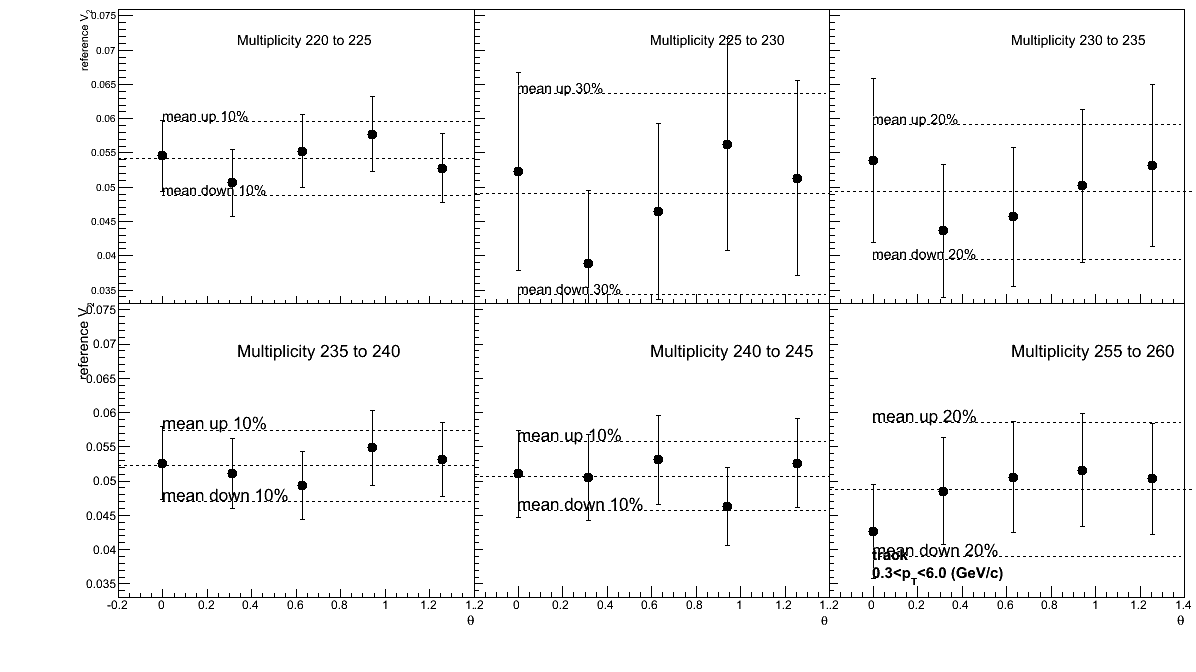 reference V2
0.075
0.07
0.065
0.06
0.055
0.05
0.045
0.04
0.035
Multiplicity 220 to 225
mean up 10%
mean down 10%
Multiplicity 225 to 230
mean up 30%
mean down 30%
Multiplicity 230 to 235
mean up 20%
mean down 20%
reference V2
0.075
0.07
0.065
0.06
0.055
0.05
0.045
0.04
0.035
Multiplicity 235 to 240
mean up 10%
mean down 10%
-0.2 0 0.2 0.4 0.6 0.8 1 1.2
θ
Multiplicity 240 to 245
mean up 10%
mean down 10%
0 0.2 0.4 0.6 0.8 1 1.2
θ
Multiplicity 255 to 260
mean up 20%
mean down 20%
track
0.3<pT<6.0 (GeV/c)
0 0.2 0.4 0.6 0.8 1 1.2 1.4
θ